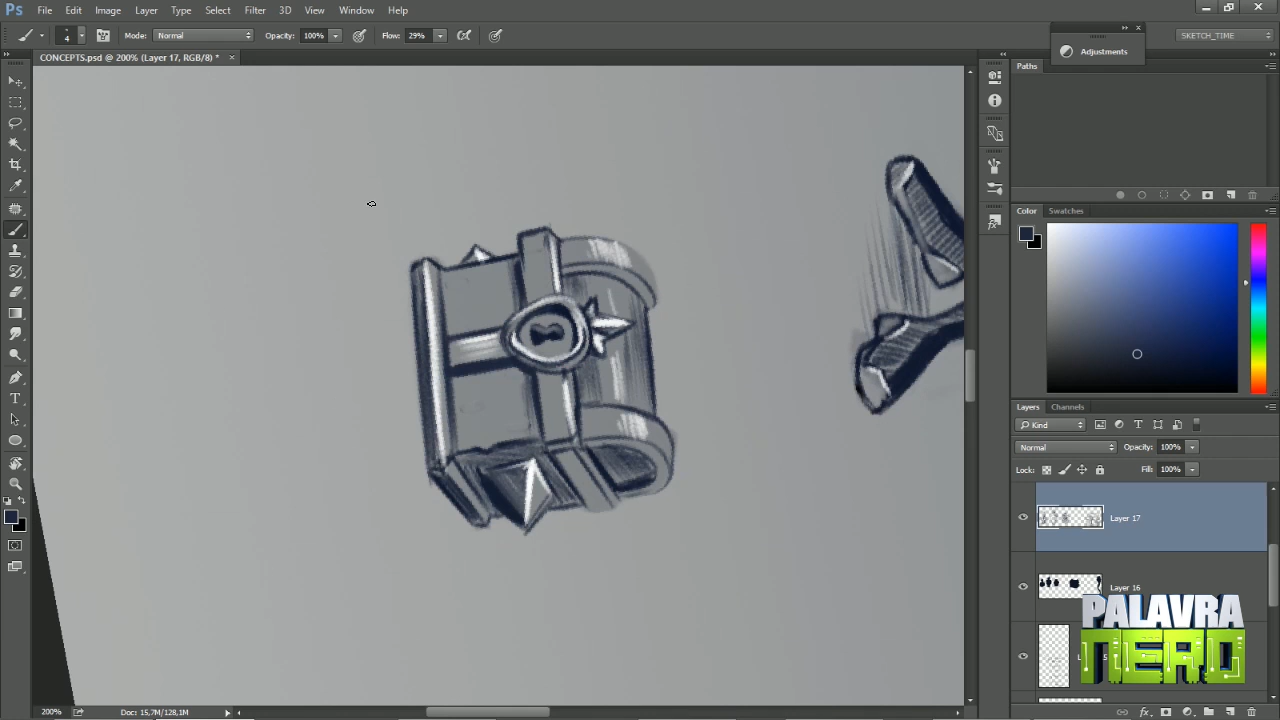 Ps File Edit Image Layer Type Select Filter 3D View Window Help
4 Mode: Normal Opacity: 100% Flow: 29% SKETCH_TIME
CONCEPTS.psd @ 200% (Layer 17, RGB/8) * ×
Adjustments
Paths
Color Swatches
Layers Channels
Kind
Normal Opacity: 100%
Lock: Fill: 100%
Layer 17
Layer 16
PALAVRA
NERD
200% Doc: 15,7M/128,1M